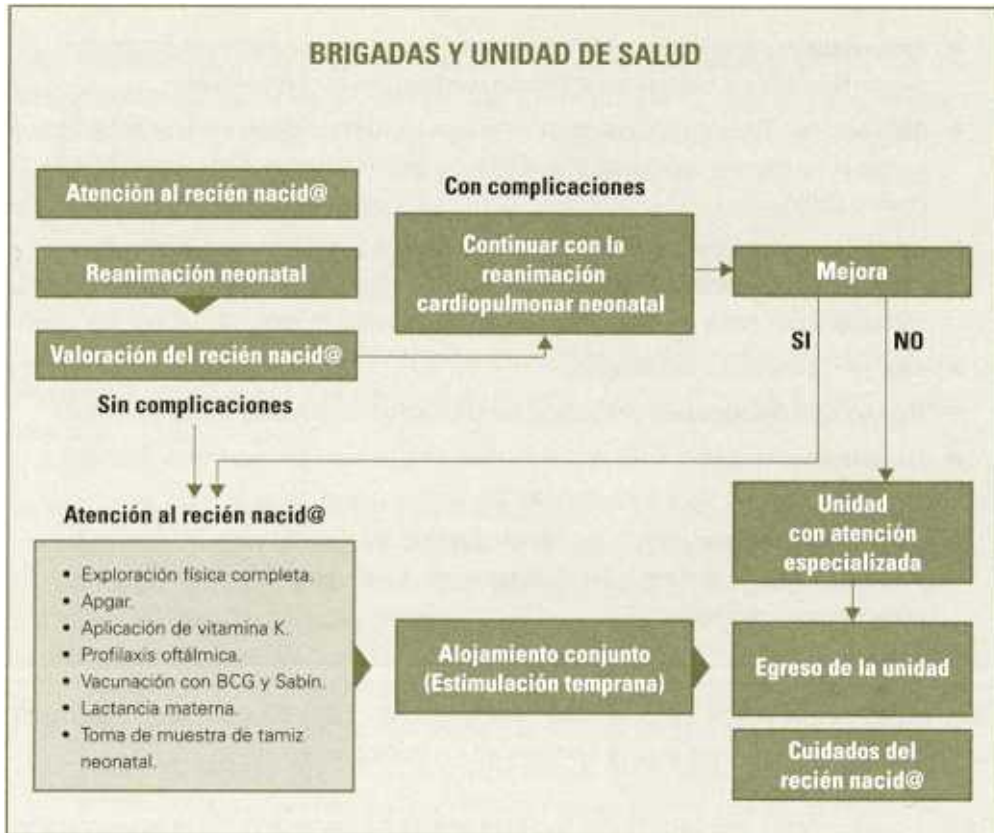 BRIGADAS Y UNIDAD DE SALUD
Atención al recién nacid@
Reanimación neonatal
Valoración del recién nacid@
Con complicaciones
Continuar con la
reanimación
cardiopulmonar neonatal
Mejora
SI
NO
Sin complicaciones
Atención al recién nacid@
• Exploración física completa.
• Apgar.
• Aplicación de vitamina K.
• Profilaxis oftálmica.
• Vacunación con BCG y Sabín.
• Lactancia materna.
• Toma de muestra de tamiz
neonatal.
Alojamiento conjunto
(Estimulación temprana)
Unidad
con atención
especializada
Egreso de la unidad
Cuidados del
recién nacid@